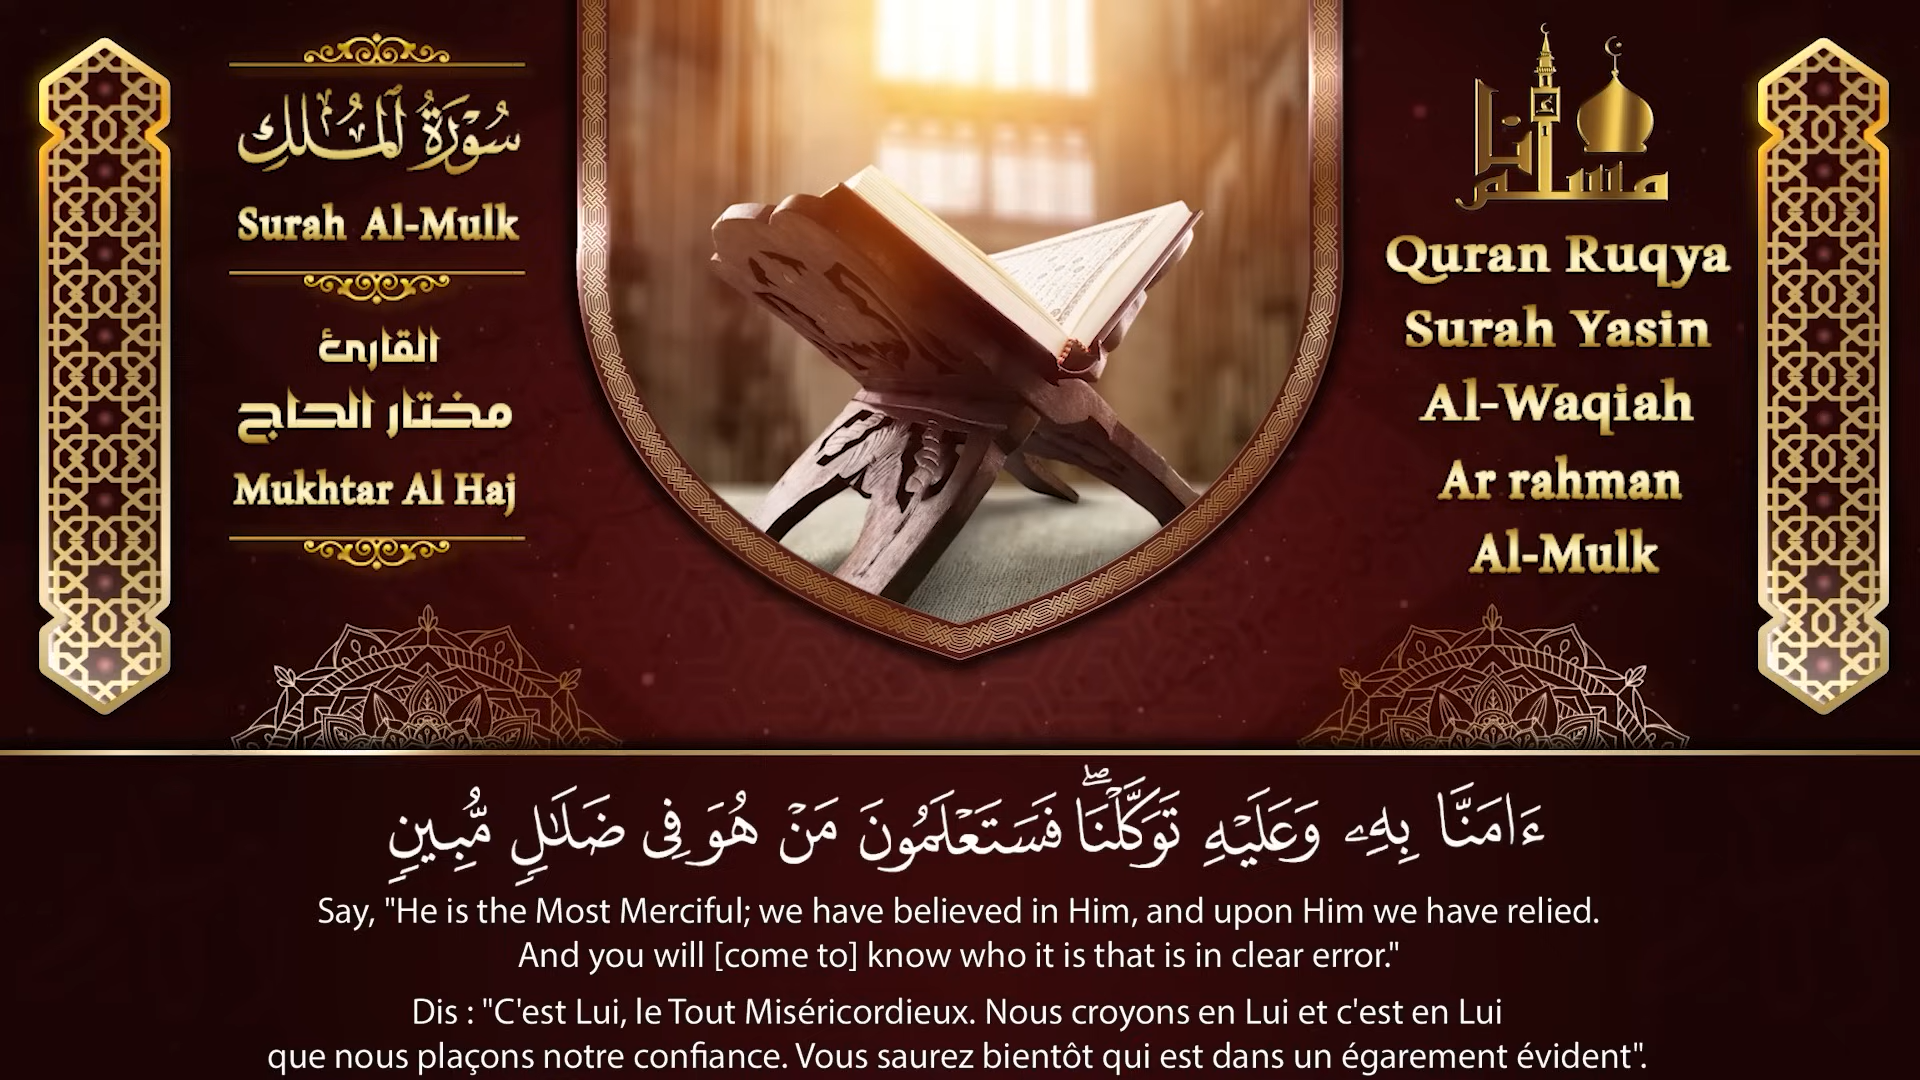 سُورَةُ المُلك
Surah Al-Mulk
القارئ
مختار الحاج
Mukhtar Al Haj
أنا
مسلم
Quran Ruqya
Surah Yasin
Al-Waqiah
Ar rahman
Al-Mulk
ءَامَنَّا بِهِۦ وَعَلَيْهِ تَوَكَّلْنَا ۖ فَسَتَعْلَمُونَ مَنْ هُوَ فِى ضَلَٰلٍ مُّبِينٍ
Say, "He is the Most Merciful; we have believed in Him, and upon Him we have relied.
And you will [come to] know who it is that is in clear error."
Dis : "C'est Lui, le Tout Miséricordieux. Nous croyons en Lui et c'est en Lui
que nous plaçons notre confiance. Vous saurez bientôt qui est dans un égarement évident".